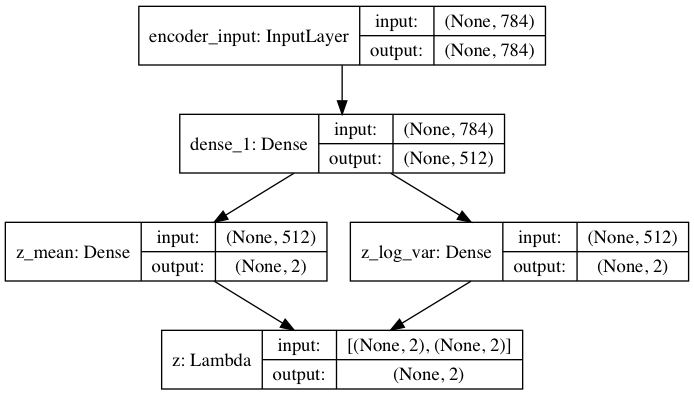 encoder_input: InputLayer
input:
(None, 784)
output:
(None, 784)
dense_1: Dense
input:
(None, 784)
output:
(None, 512)
z_mean: Dense
input:
(None, 512)
output:
(None, 2)
z_log_var: Dense
input:
(None, 512)
output:
(None, 2)
z: Lambda
input:
[(None, 2), (None, 2)]
output:
(None, 2)